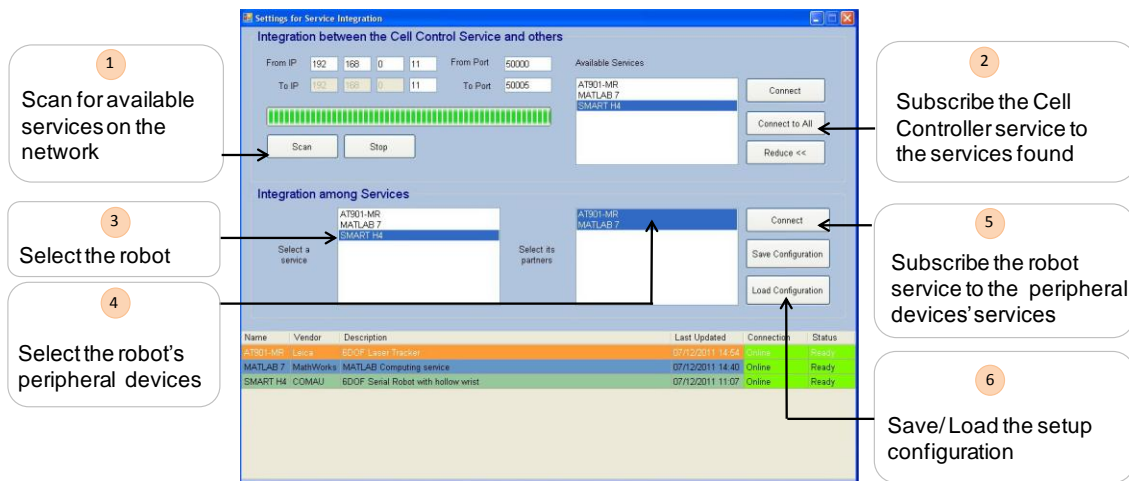 1
Scan for available
services on the
network
3
Select the robot
4
Select the robot's
peripheral devices
Settings for Service Integration
Integration between the Cell Control Service and others
From IP 192 168 0 11 From Port 50000 Available Services
To IP 192 168 0 11 To Port 50005
AT901-MR
MATLAB 7
SMART H4
Connect
Connect to All
Reduce <<
Scan Stop
Integration among Services
Select a
service
AT901-MR
MATLAB 7
SMART H4
Select its
partners
AT901-MR
MATLAB 7
Connect
Save Configuration
Load Configuration
Name Vendor Description Last Updated Connection Status
AT901-MR Leica 6DOF Laser Tracker 07/12/2011 14:54 Online Ready
MATLAB 7 MathWorks MATLAB Computing service 07/12/2011 14:40 Online Ready
SMART H4 COMAU 6DOF Serial Robot with hollow wrist 07/12/2011 11:07 Online Ready
2
Subscribe the Cell
Controller service to
the services found
5
Subscribe the robot
service to the peripheral
devices' services
6
Save/ Load the setup
configuration